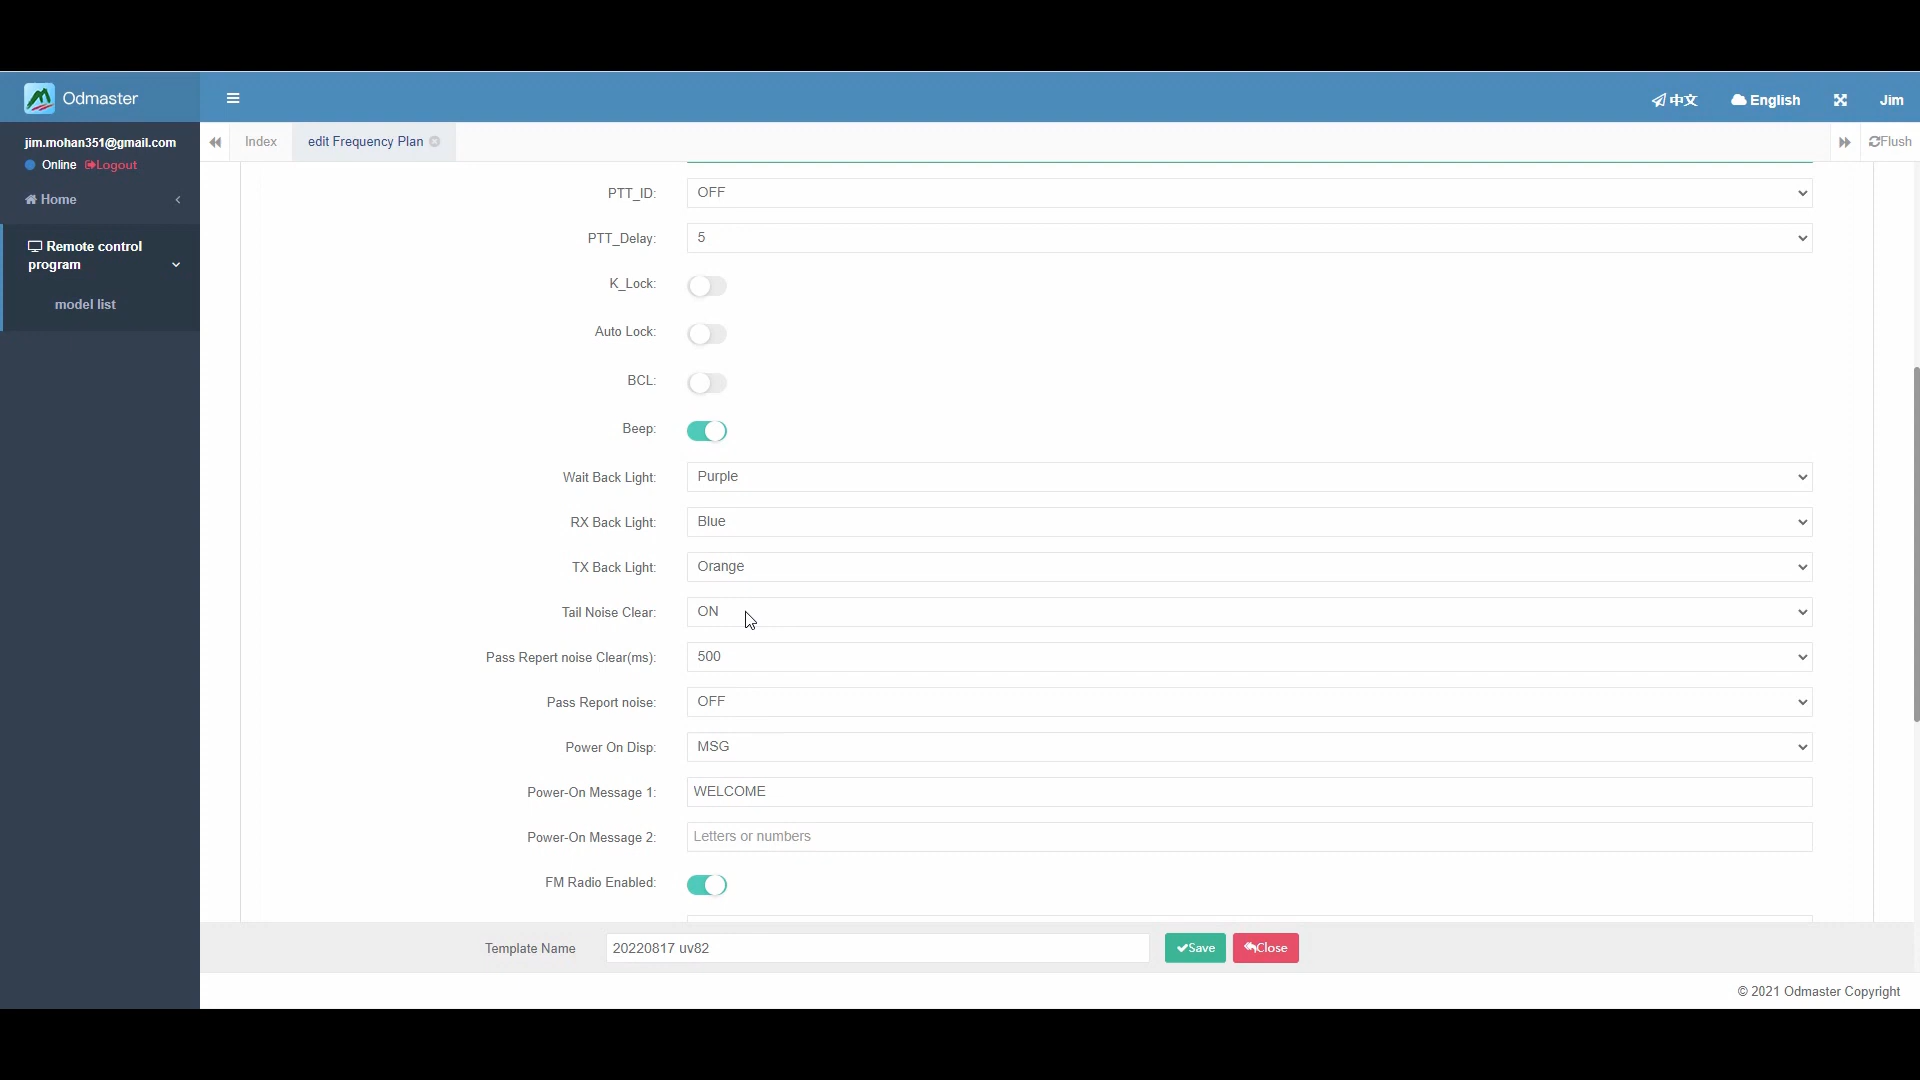 Odmaster
中文
English
Jim
jim.mohan351@gmail.com
Online
Logout
Index
edit Frequency Plan
Flush
Home
Remote control
program
model list
PTT_ID: OFF
PTT_Delay: 5
K_Lock:
Auto Lock:
BCL:
Beep:
Wait Back Light: Purple
RX Back Light: Blue
TX Back Light: Orange
Tail Noise Clear: ON
Pass Repert noise Clear(ms): 500
Pass Report noise: OFF
Power On Disp: MSG
Power-On Message 1: WELCOME
Power-On Message 2: Letters or numbers
FM Radio Enabled:
Template Name 20220817 uv82 Save Close
© 2021 Odmaster Copyright